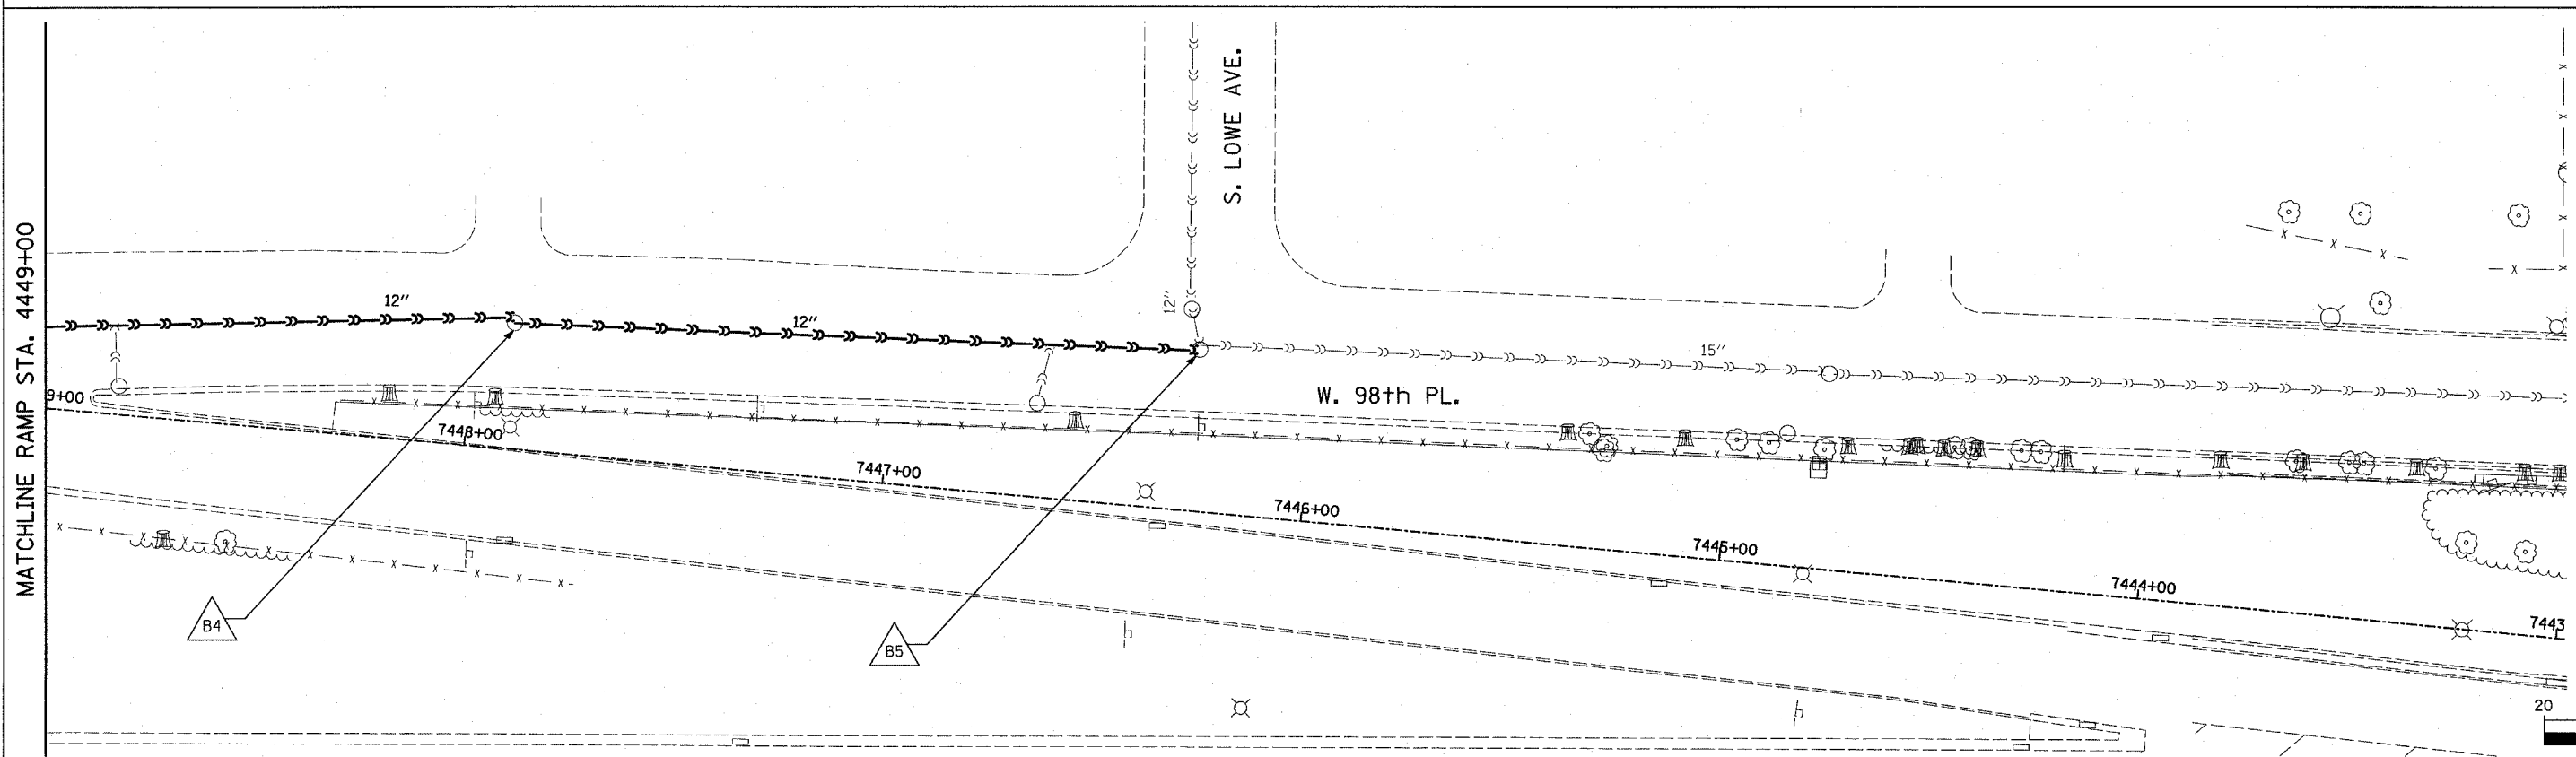 MATCHLINE RAMP STA. 4449+00
S. LOWE AVE.
12"
12"
12"
15"
W. 98th PL.
9+00
7448+00
7447+00
7446+00
7445+00
7444+00
7443
B4
B5
20